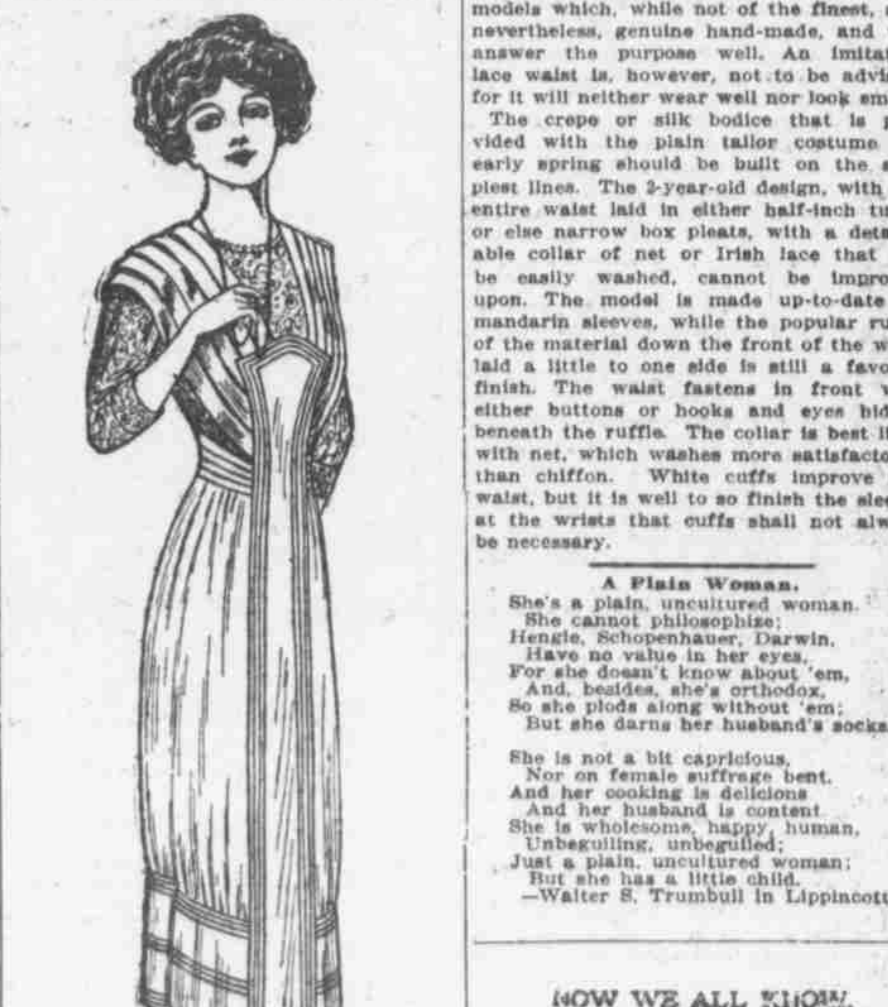 models which, while not of the finest,
nevertheless, genuine hand-made, and
answer the purpose well. An imita
lace waist is, however, not to be advi
for it will neither wear well nor look sm
The crepe or silk bodice that is p
vided with the plain tailor costume
early spring should be built on the s
plest lines. The 2-year-old design, with
entire waist laid in either half-inch tu
or else narrow box pleats, with a deta
able collar of net or Irish lace that
be easily washed, cannot be impro
upon. The model is made up-to-date
mandarin sleeves, while the popular ru
of the material down the front of the w
laid a little to one side is still a favo
finish. The waist fastens in front w
either buttons or hooks and eyes hid
beneath the ruffle. The collar is best li
with net, which washes more satisfacto
than chiffon. White cuffs improve
waist, but it is well to so finish the slee
at the wrists that cuffs shall not alw
be necessary.
A Plain Woman.
She's a plain, uncultured woman.
She cannot philosophize;
Hengle, Schopenhauer, Darwin,
Have no value in her eyes,
For she doesn't know about 'em,
And, besides, she's orthodox,
So she plods along without 'em;
But she darns her husband's socks
She is not a bit capricious,
Nor on female suffrage bent.
And her cooking is delicions
And her husband is content
She is wholesome, happy, human,
Unbeguiling, unbeguiled;
Just a plain, uncultured woman;
But she has a little child.
—Walter S. Trumbull in Lippincott
NOW WE ALL KNOW.